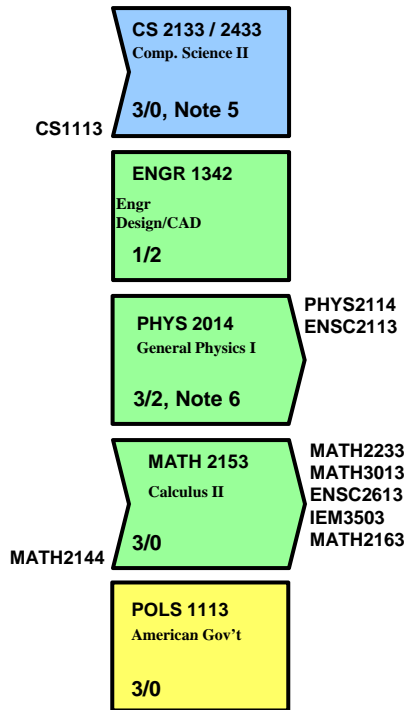 CS 2133 / 2433
Comp. Science II
3/0, Note 5
CS1113
ENGR 1342
Engr
Design/CAD
1/2
PHYS 2014
General Physics I
3/2, Note 6
PHYS2114
ENSC2113
MATH 2153
Calculus II
3/0
MATH2144
MATH2233
MATH3013
ENSC2613
IEM3503
MATH2163
POLS 1113
American Gov't
3/0